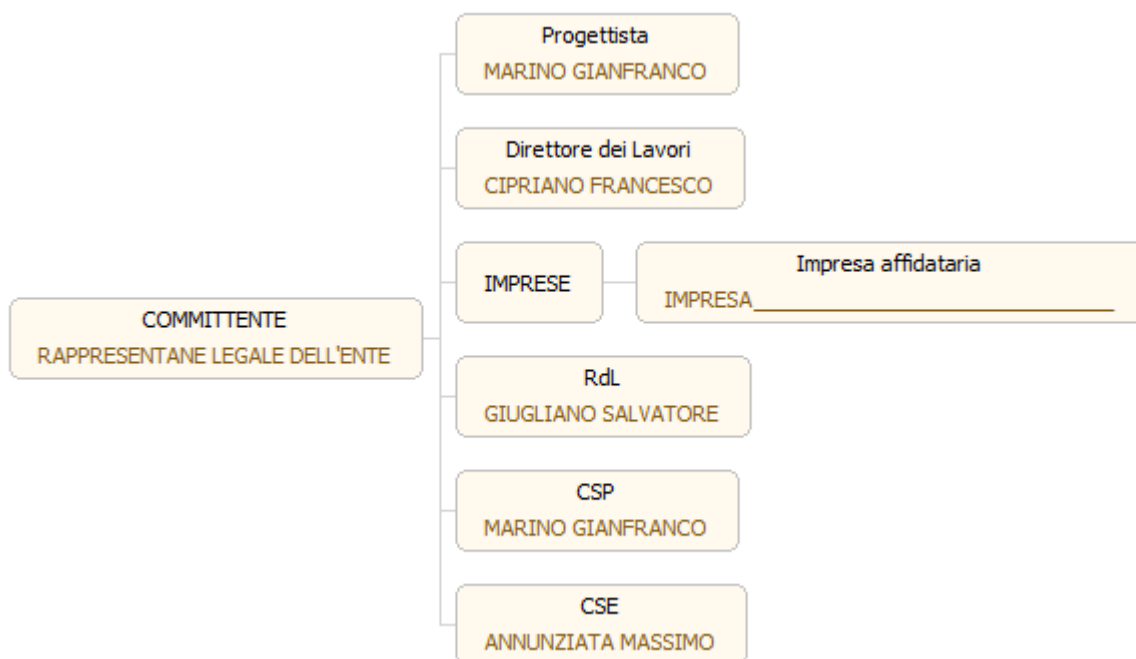 Progettista
MARINO GIANFRANCO
Direttore dei Lavori
CIPRIANO FRANCESCO
IMPRESE
Impresa affidataria
IMPRESA______________________________
COMMITTENTE
RAPPRESENTANE LEGALE DELL'ENTE
RdL
GIUGLIANO SALVATORE
CSP
MARINO GIANFRANCO
CSE
ANNUNZIATA MASSIMO